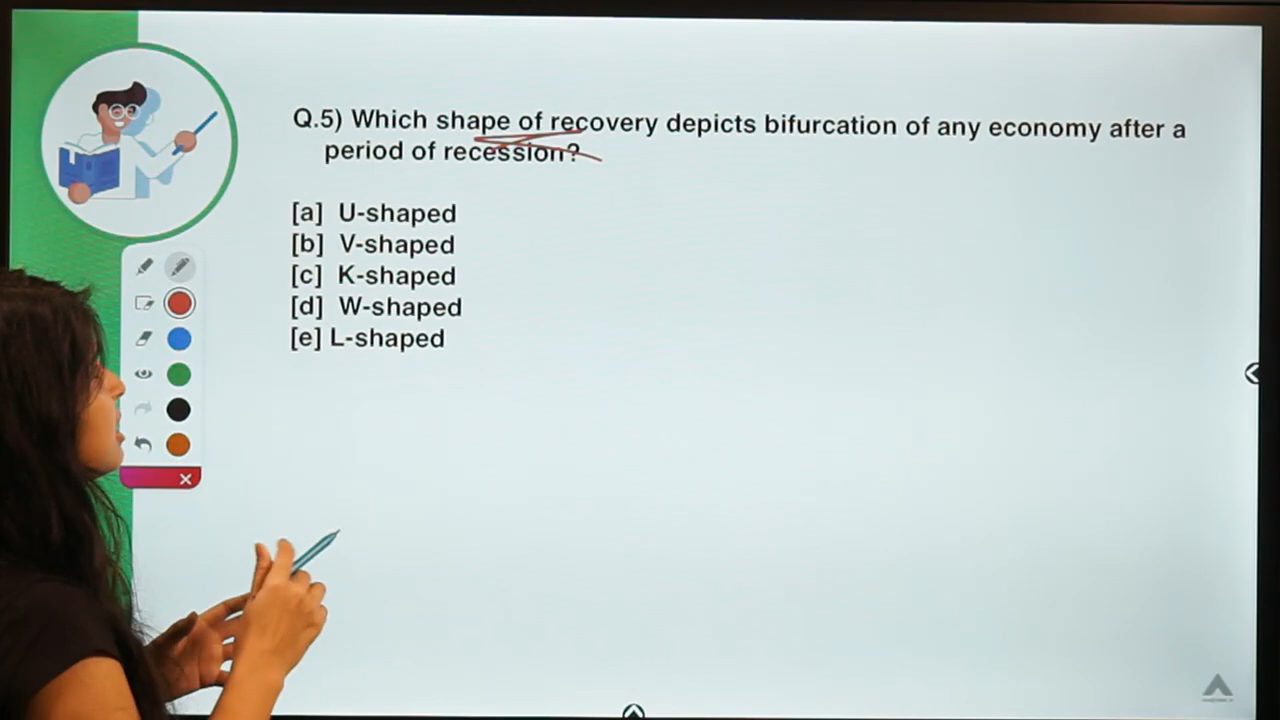 Q.5) Which shape of recovery depicts bifurcation of any economy after a
period of recession?
[a] U-shaped
[b] V-shaped
[c] K-shaped
[d] W-shaped
[e] L-shaped